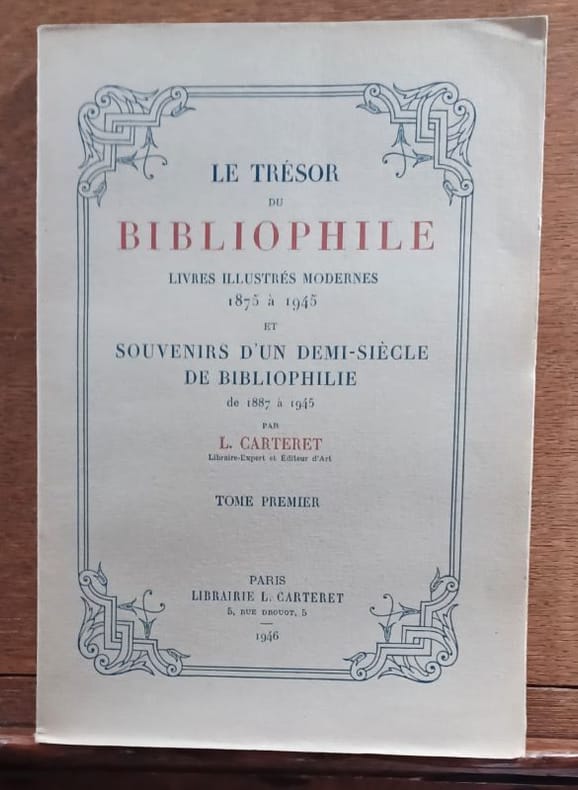 LE TRÉSOR
DU
BIBLIOPHILE
LIVRES ILLUSTRÉS MODERNES
1875 à 1945
ET
SOUVENIRS D'UN DEMI-SIÈCLE
DE BIBLIOPHILIE
de 1887 à 1945
PAR
L. CARTERET
Libraire-Expert et Éditeur d'Art
TOME PREMIER
PARIS
LIBRAIRIE L. CARTERET
5, RUE DROUOT, 5
1946